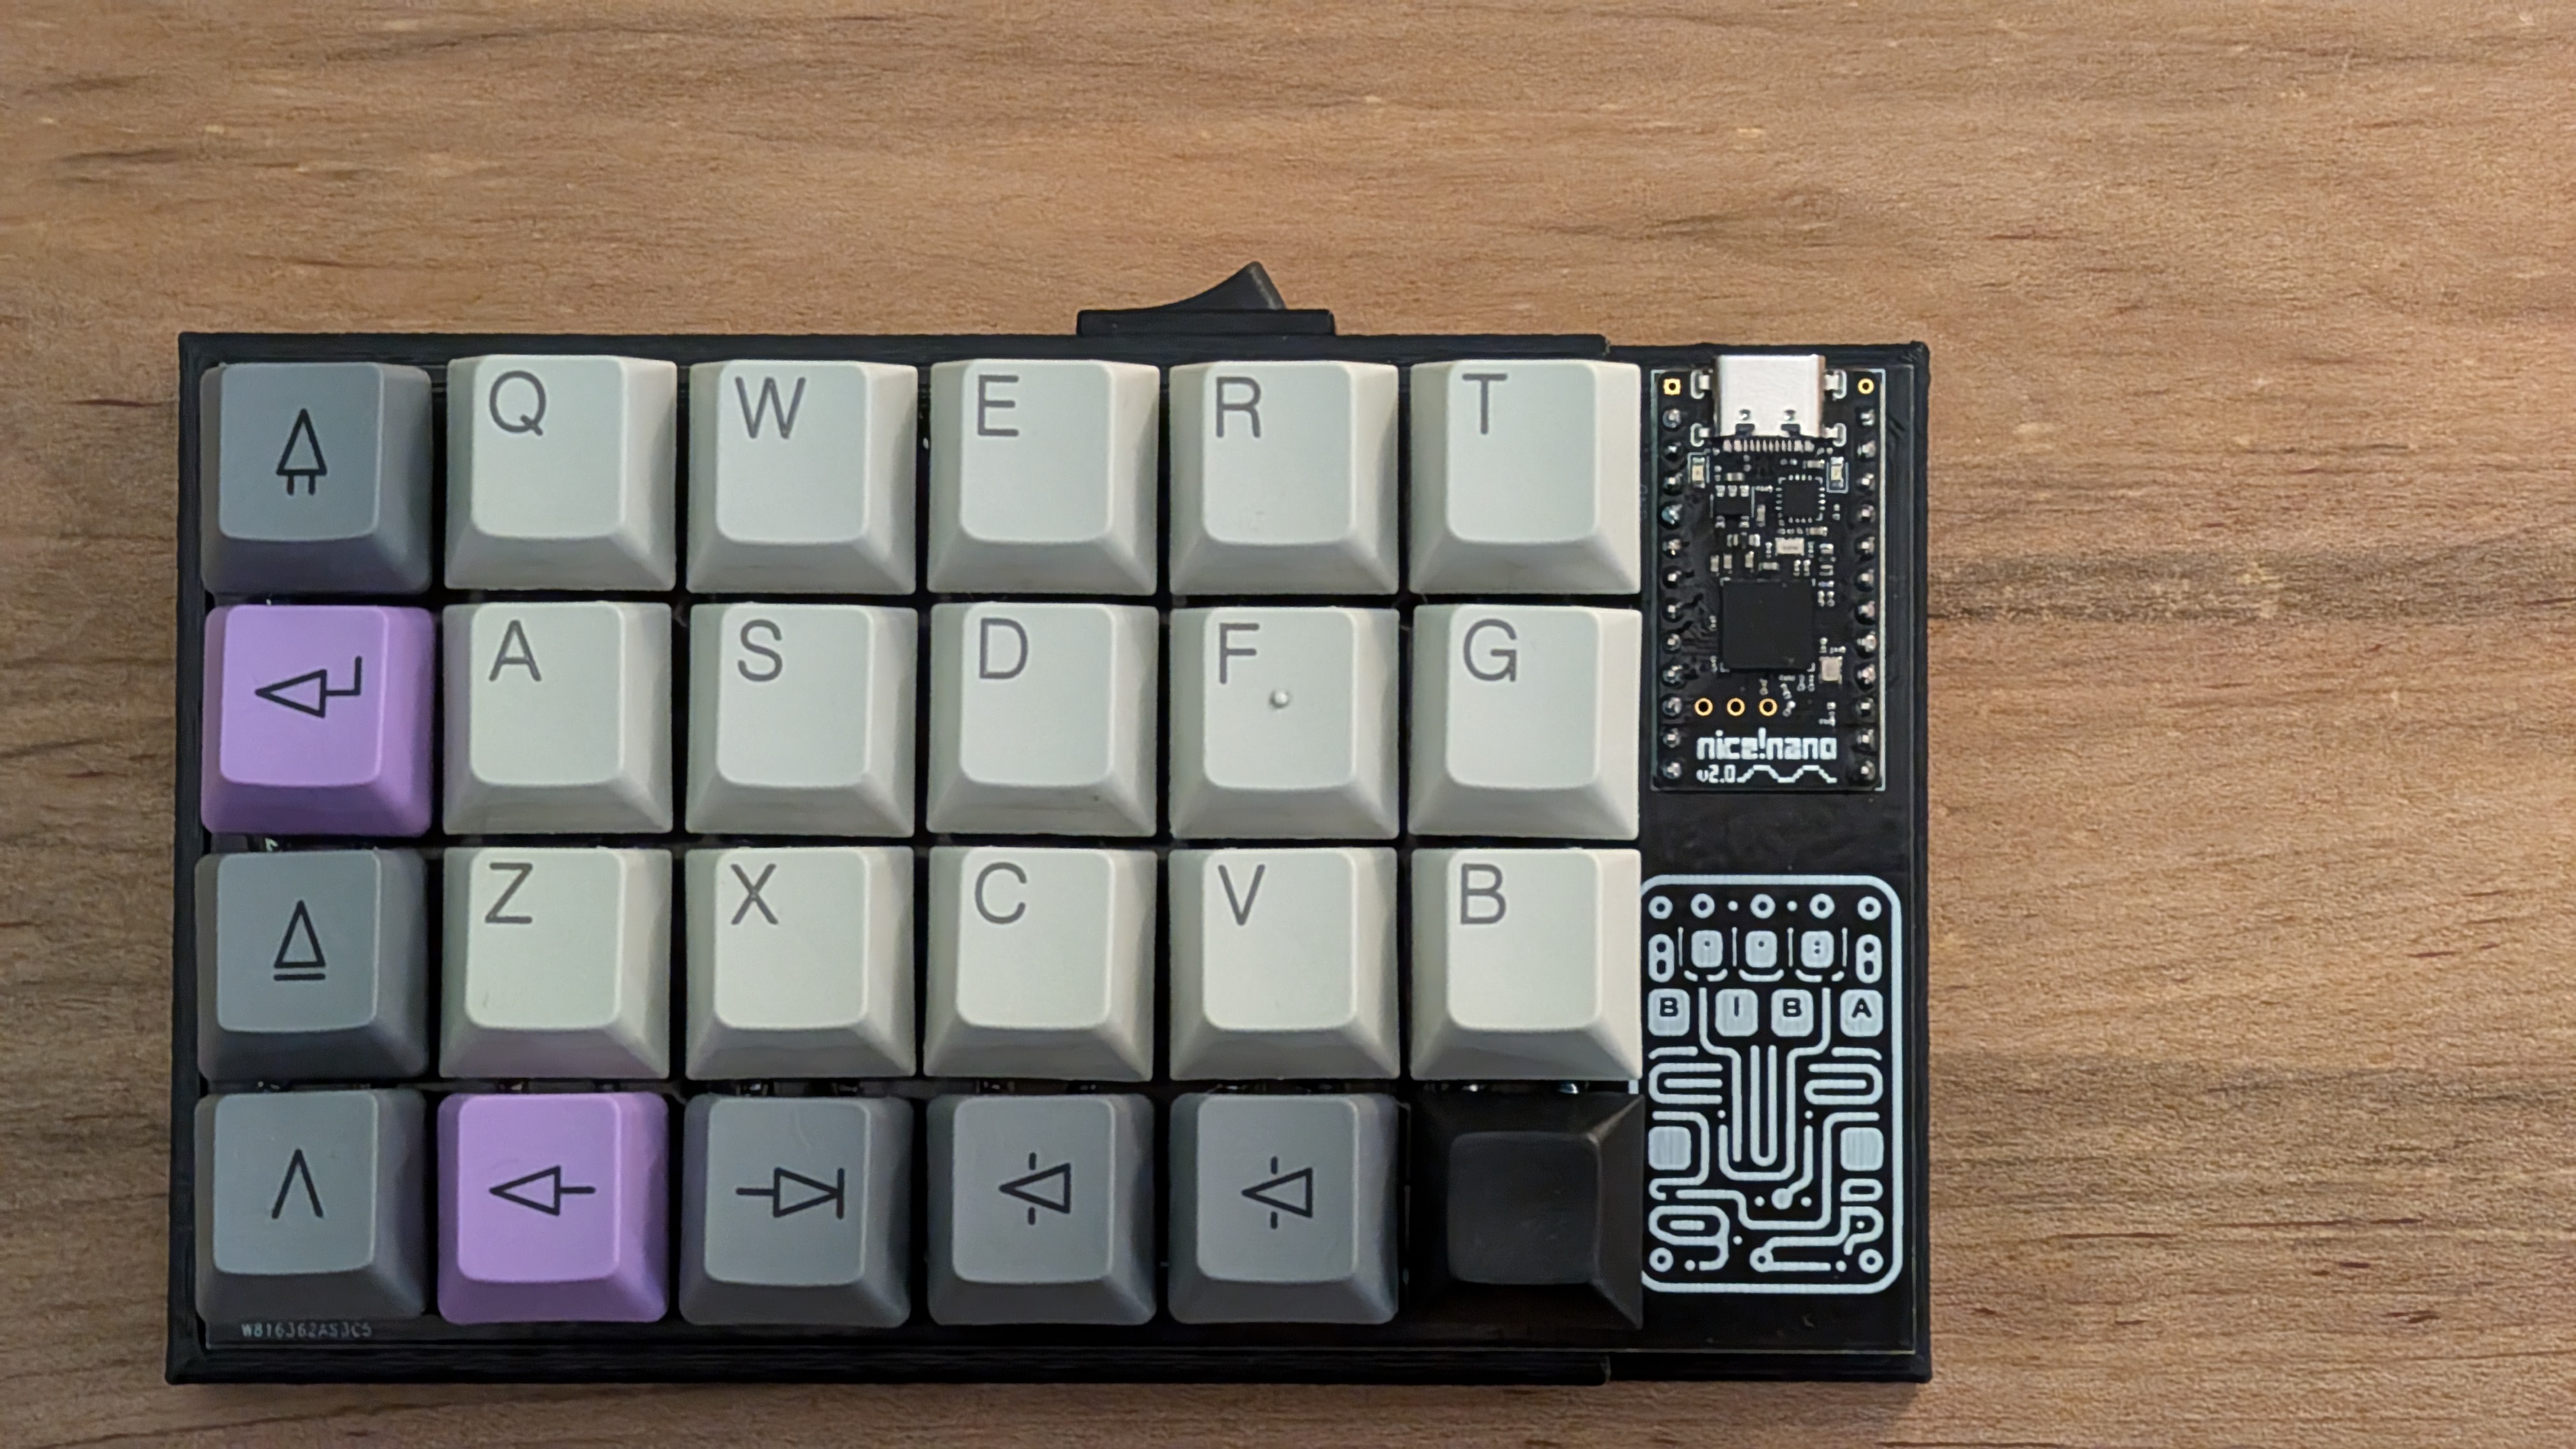 Q W E R T
A S D F G
nice!nano
v2.0
Z X C V B
B I B A
W816362AS3C5